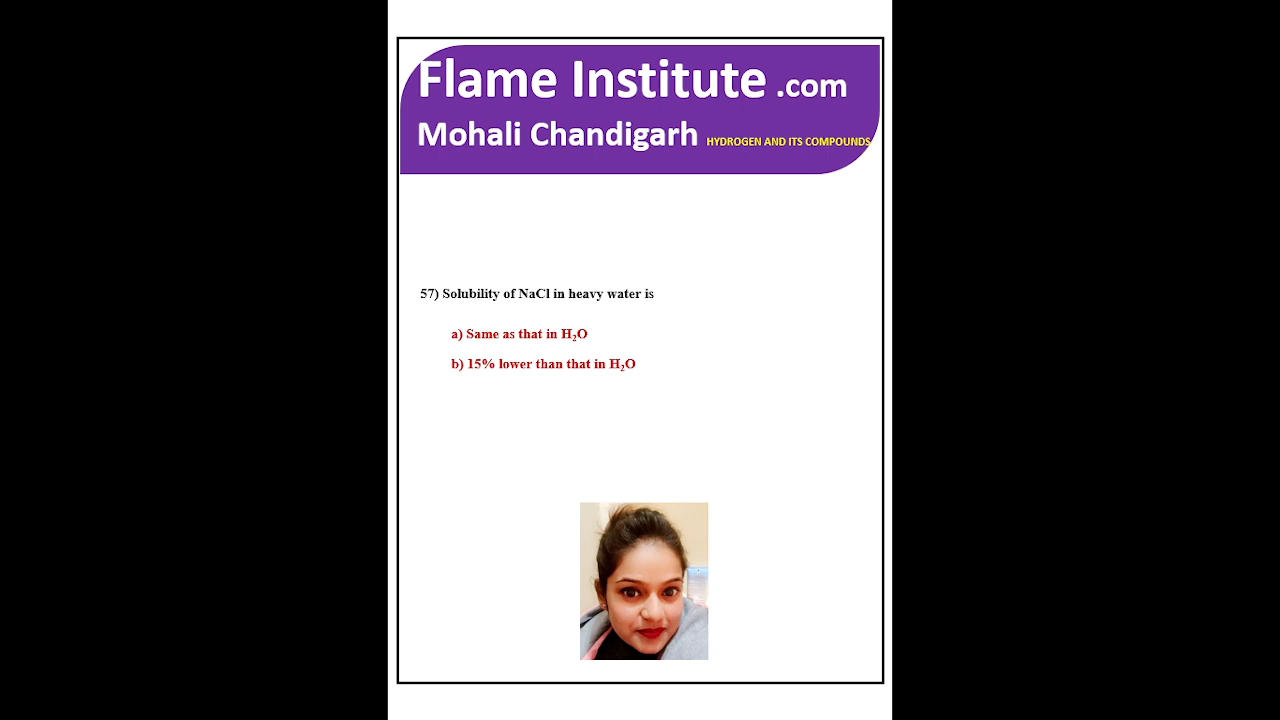 Flame Institute .com
Mohali Chandigarh HYDROGEN AND ITS COMPOUNDS
57) Solubility of NaCl in heavy water is
a) Same as that in H₂O
b) 15% lower than that in H₂O